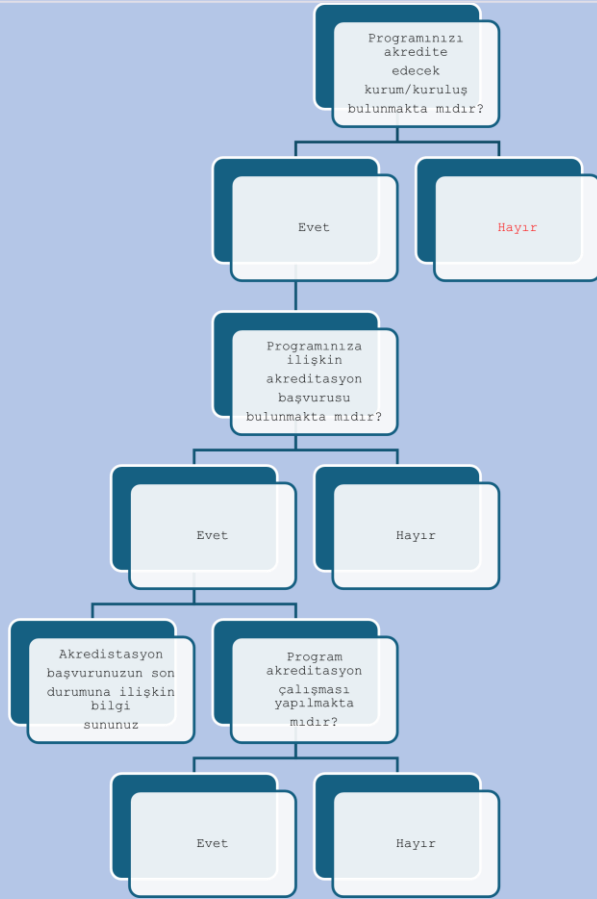 Programınızı
akredite
edecek
kurum/kuruluş
bulunmakta mıdır?
Evet
Hayır
Programınıza
ilişkin
akreditasyon
başvurusu
bulunmakta mıdır?
Evet
Hayır
Akredistasyon
başvurunuzun son
durumuna ilişkin
bilgi
sununuz
Program
akreditasyon
çalışması
yapılmakta
mıdır?
Evet
Hayır